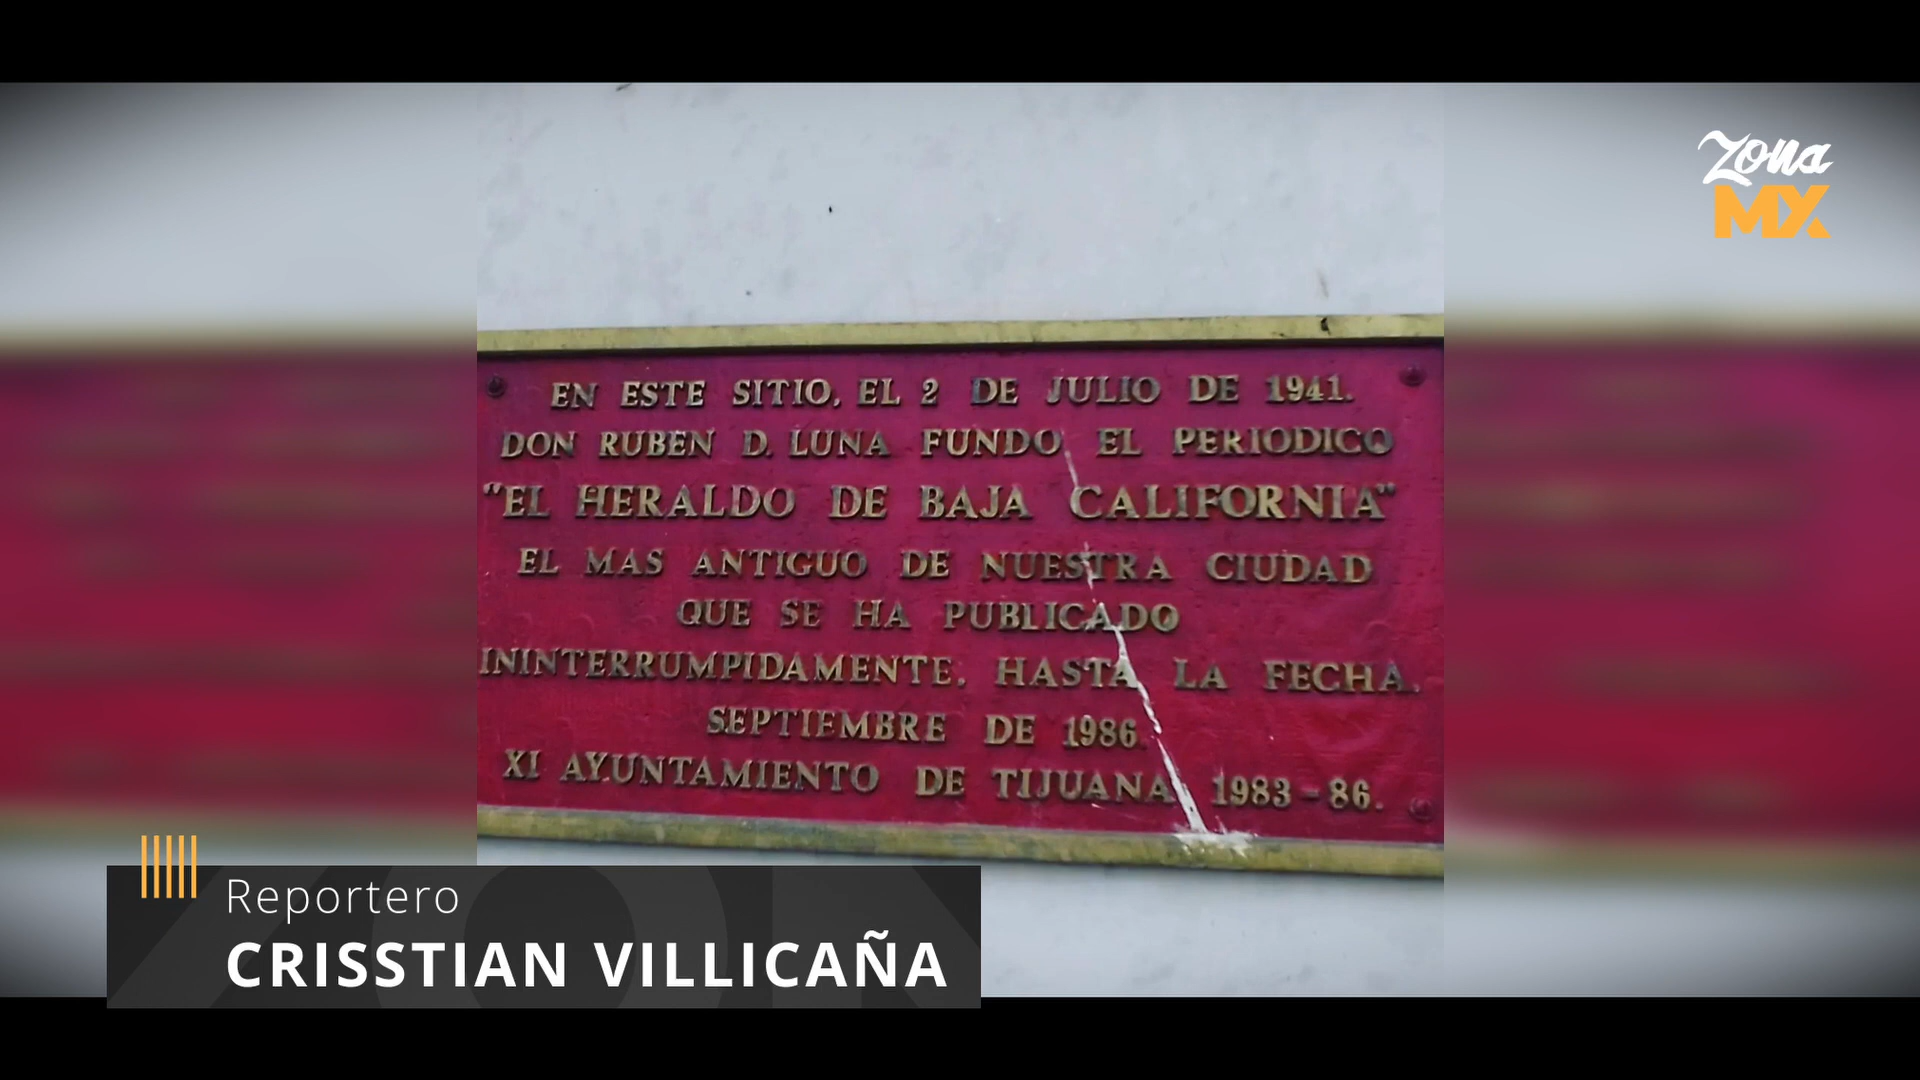 Zona
MX
EN ESTE SITIO, EL 2 DE JULIO DE 1941.
DON RUBEN D. LUNA FUNDO EL PERIODICO
"EL HERALDO DE BAJA CALIFORNIA"
EL MAS ANTIGUO DE NUESTRA CIUDAD
QUE SE HA PUBLICADO
ININTERRUMPIDAMENTE. HASTA LA FECHA.
SEPTIEMBRE DE 1986.
XI AYUNTAMIENTO DE TIJUANA 1983-86.
Reportero
CRISSTIAN VILLICAÑA